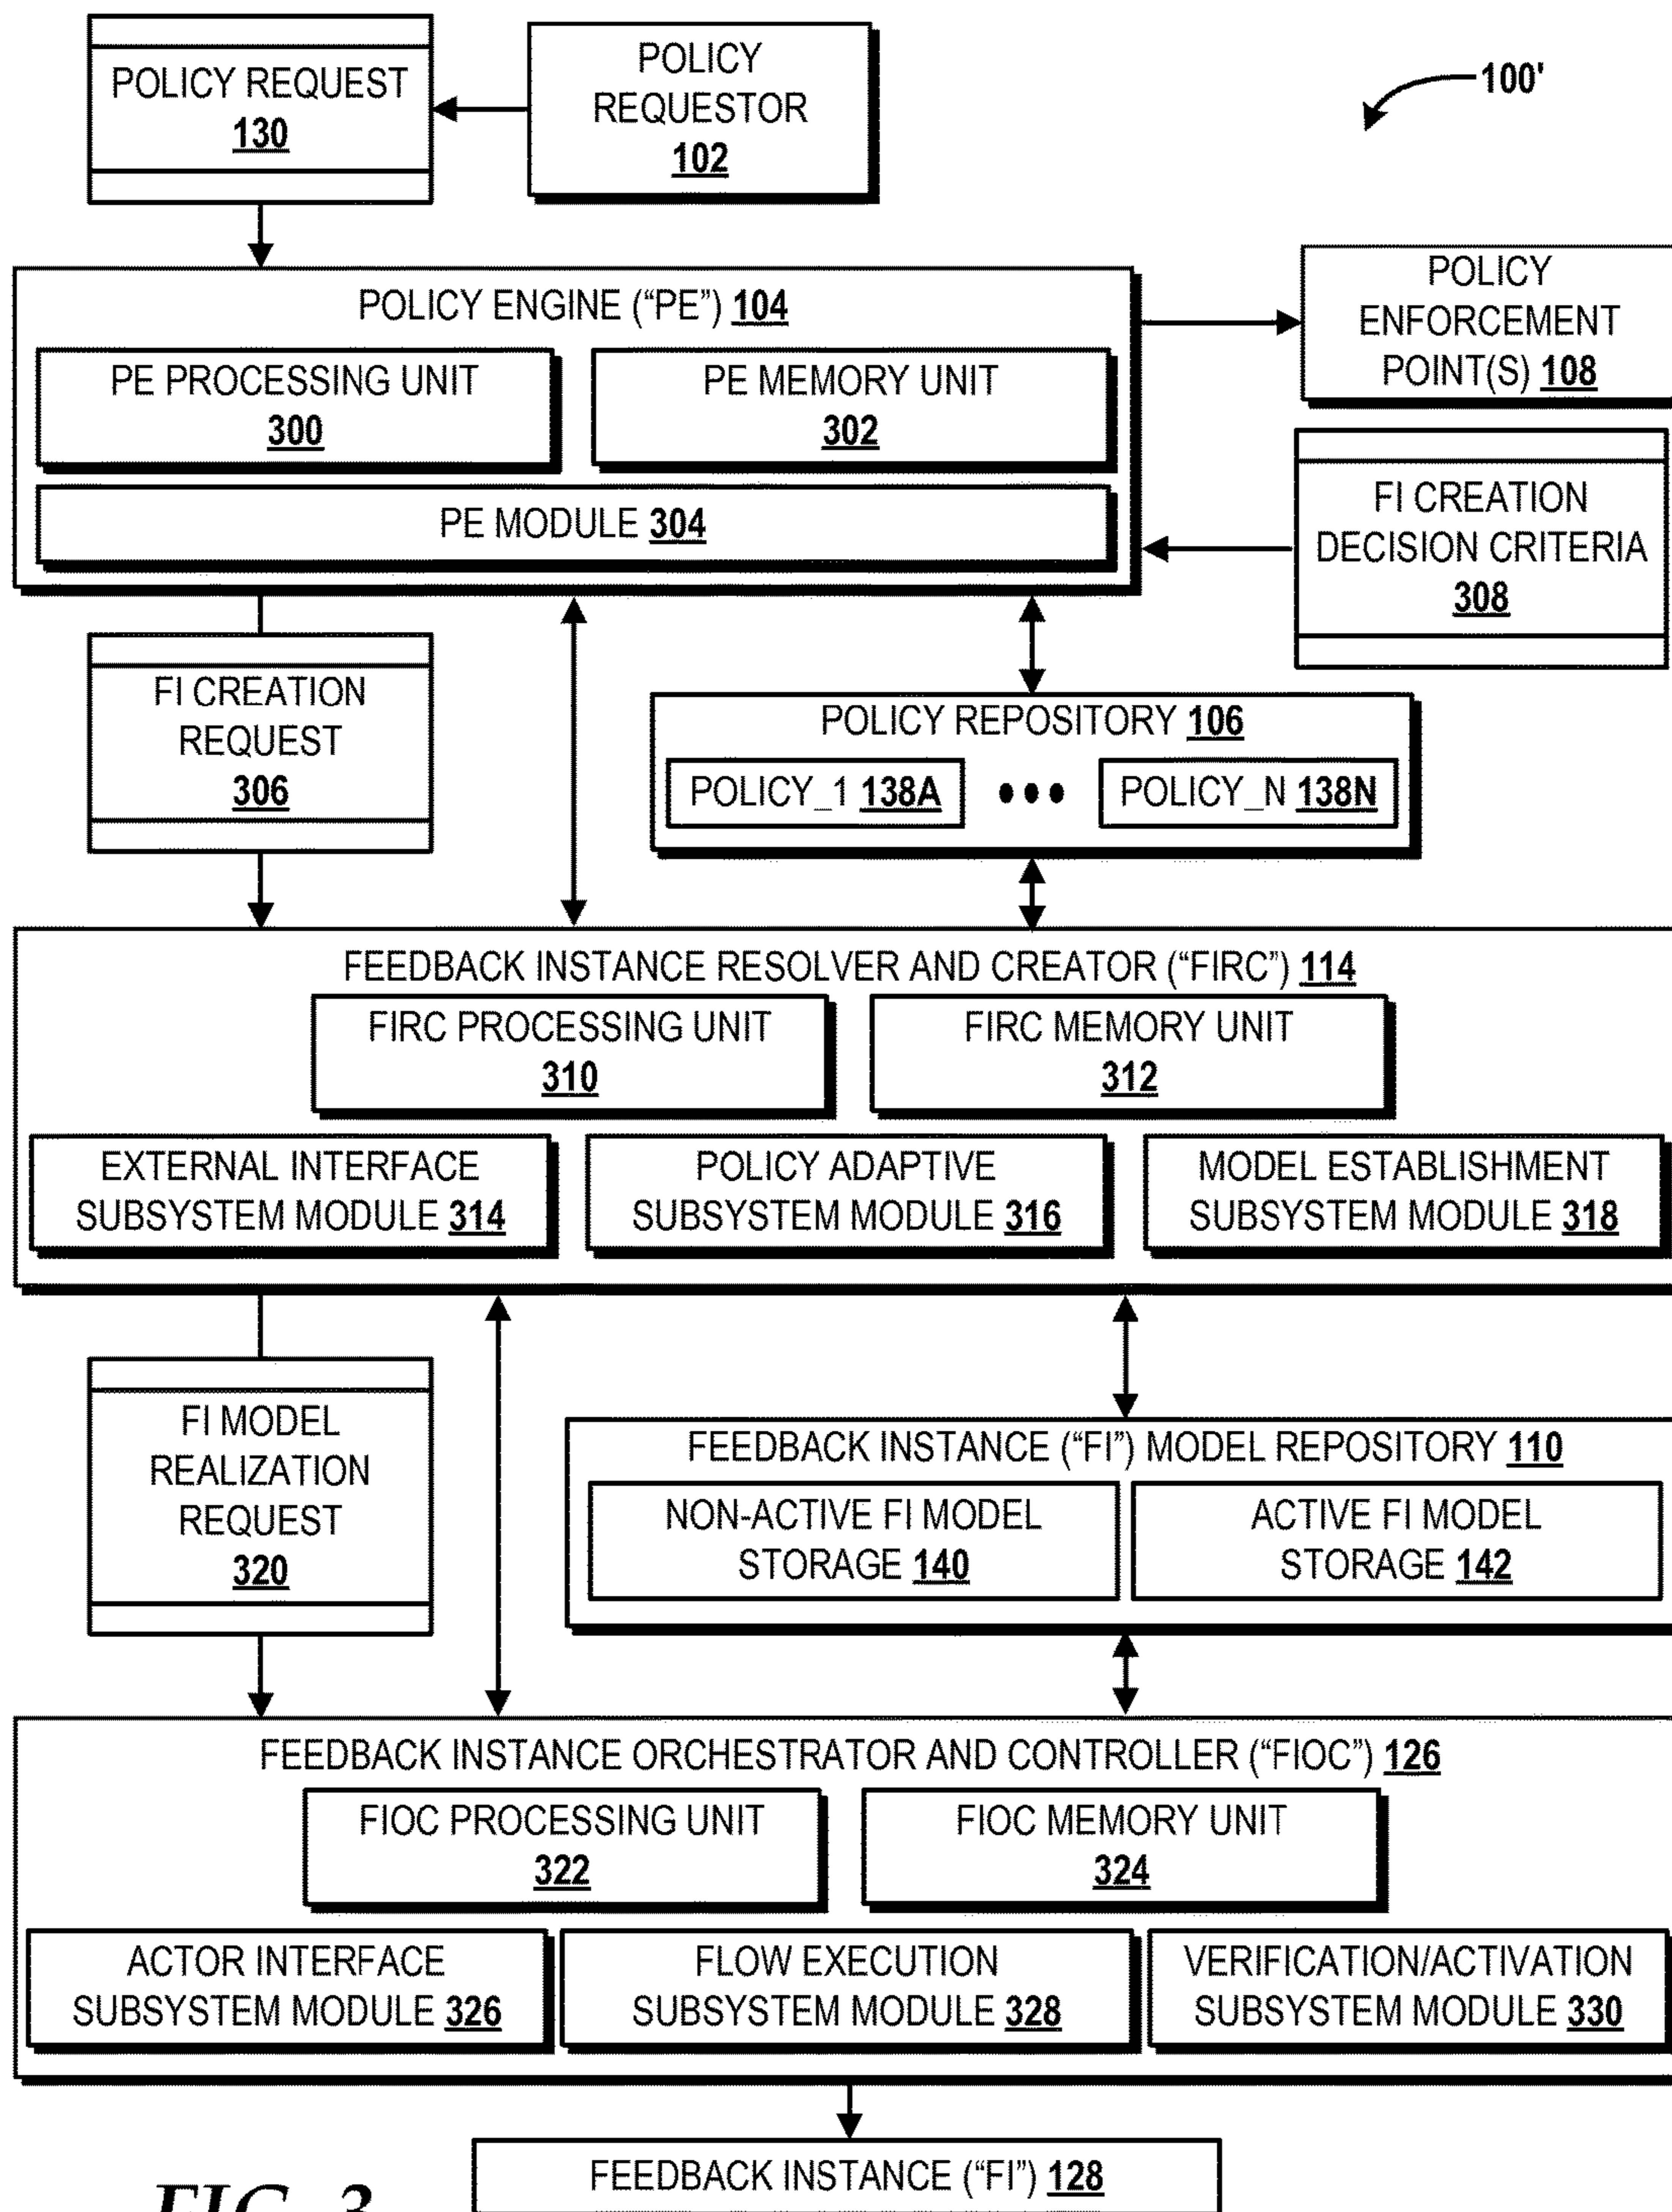 POLICY REQUEST
130
POLICY
REQUESTOR
102
100'
POLICY ENGINE (“PE”) 104
PE PROCESSING UNIT
300
PE MEMORY UNIT
302
PE MODULE 304
POLICY
ENFORCEMENT
POINT(S) 108
FI CREATION
DECISION CRITERIA
308
FI CREATION
REQUEST
306
POLICY REPOSITORY 106
POLICY_1 138A
POLICY_N 138N
FEEDBACK INSTANCE RESOLVER AND CREATOR (“FIRC”) 114
FIRC PROCESSING UNIT
310
FIRC MEMORY UNIT
312
EXTERNAL INTERFACE
SUBSYSTEM MODULE 314
POLICY ADAPTIVE
SUBSYSTEM MODULE 316
MODEL ESTABLISHMENT
SUBSYSTEM MODULE 318
FI MODEL
REALIZATION
REQUEST
320
FEEDBACK INSTANCE (“FI”) MODEL REPOSITORY 110
NON-ACTIVE FI MODEL
STORAGE 140
ACTIVE FI MODEL
STORAGE 142
FEEDBACK INSTANCE ORCHESTRATOR AND CONTROLLER (“FIOC”) 126
FIOC PROCESSING UNIT
322
FIOC MEMORY UNIT
324
ACTOR INTERFACE
SUBSYSTEM MODULE 326
FLOW EXECUTION
SUBSYSTEM MODULE 328
VERIFICATION/ACTIVATION
SUBSYSTEM MODULE 330
FEEDBACK INSTANCE (“FI”) 128
FIG. 3